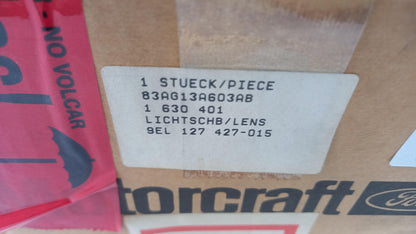 NO VOLCAR
1 STUECK/PIECE
83AG13A603AB
1 630 401
LICHTSCHB/LENS
9EL 127 427-015
torcraft
Ford